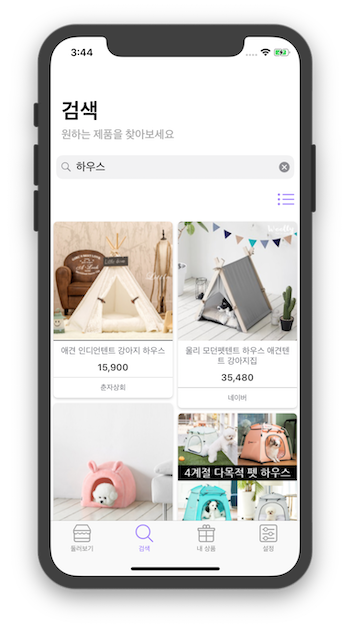 3:44
검색
원하는 제품을 찾아보세요
하우스
애견 인디언텐트 강아지 하우스
15,900
춘자상회
울리 모던펫텐트 하우스 애견텐
트 강아지집
35,480
네이버
4계절 다목적 펫 하우스
둘러보기
검색
내 상품
설정